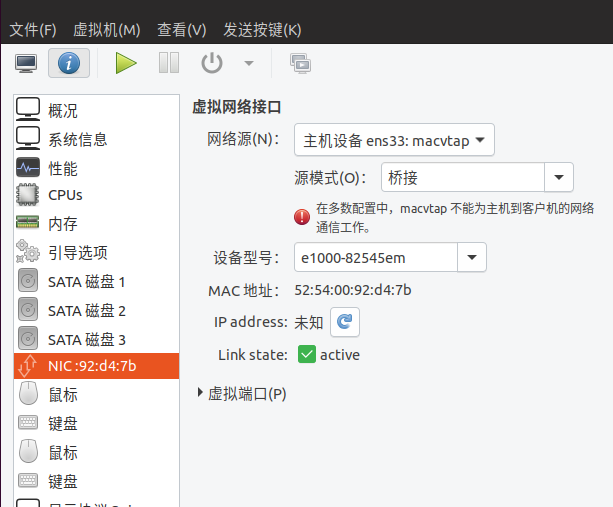 文件(F) 虚拟机(M) 查看(V) 发送按键(K)
概况
系统信息
性能
CPUs
内存
引导选项
SATA 磁盘 1
SATA 磁盘 2
SATA 磁盘 3
NIC :92:d4:7b
鼠标
键盘
鼠标
键盘
虚拟网络接口
网络源(N)： 主机设备 ens33: macvtap
源模式(O)： 桥接
在多数配置中，macvtap 不能为主机到客户机的网络
通信工作。
设备型号： e1000-82545em
MAC 地址： 52:54:00:92:d4:7b
IP address: 未知
Link state: active
虚拟端口(P)